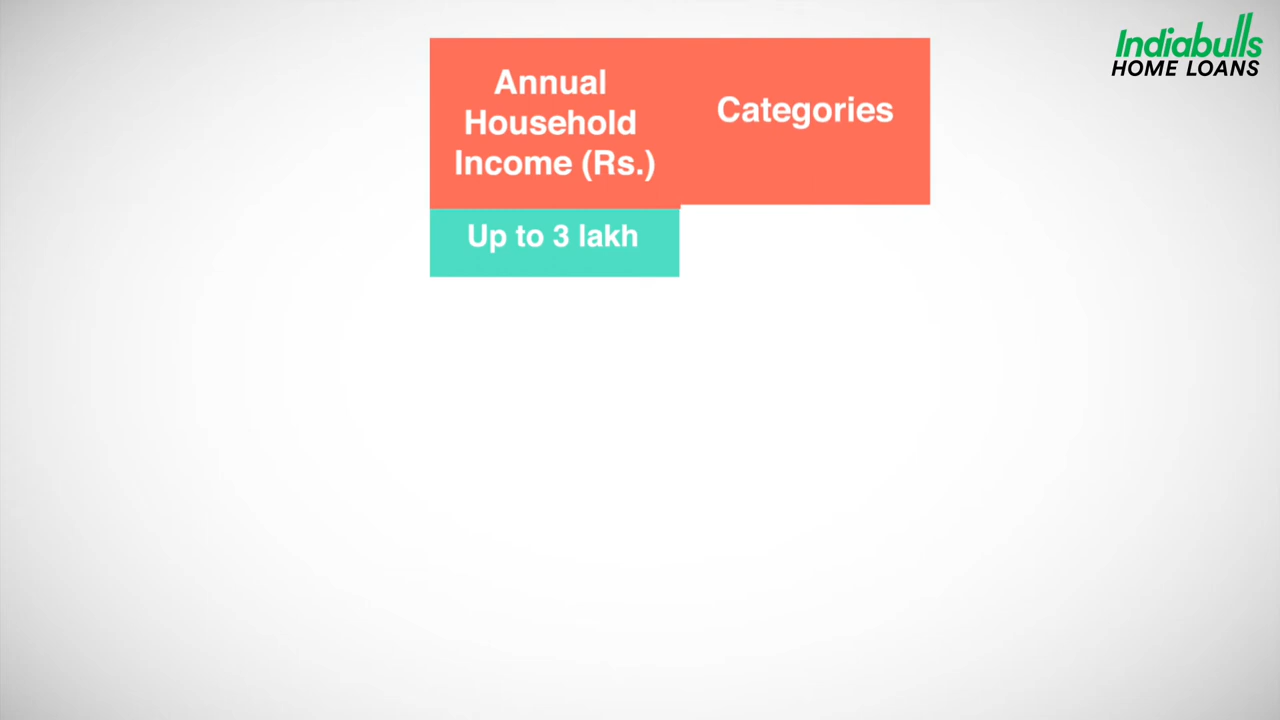 Indiabulls
HOME LOANS
Annual
Household
Income (Rs.)
Categories
Up to 3 lakh